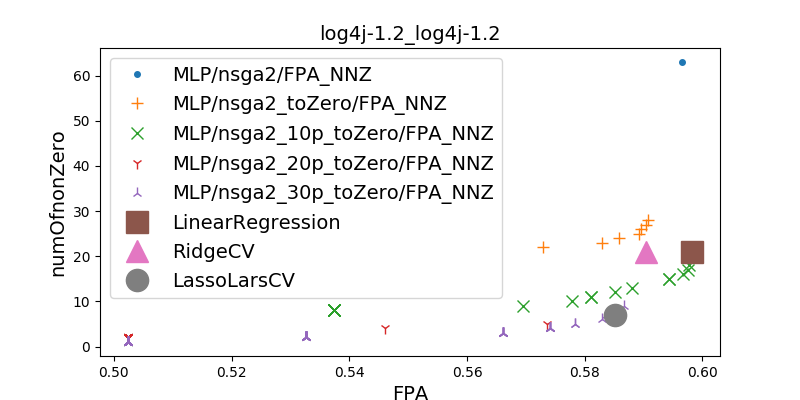 log4j-1.2_log4j-1.2
MLP/nsga2/FPA_NNZ
MLP/nsga2_toZero/FPA_NNZ
MLP/nsga2_10p_toZero/FPA_NNZ
MLP/nsga2_20p_toZero/FPA_NNZ
MLP/nsga2_30p_toZero/FPA_NNZ
LinearRegression
RidgeCV
LassoLarsCV
numOfnonZero
60
50
40
30
20
10
0
0.50 0.52 0.54 0.56 0.58 0.60
FPA